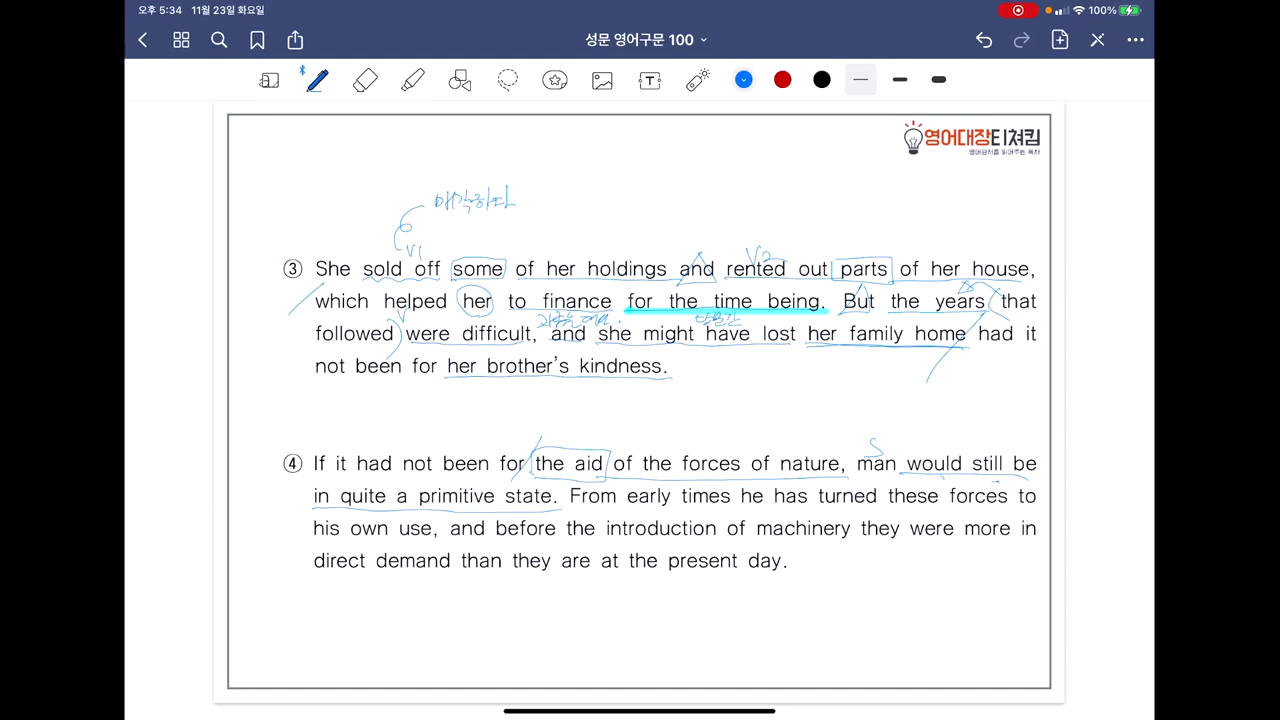 오후 5:34 11월 23일 화요일
100%
성문 영어구문 100
영어대장티쳐킴
매각하다
V1 V2
③ She sold off some of her holdings and rented out parts of her house,
which helped her to finance for the time being. But the years that
당분간
V
followed were difficult, and she might have lost her family home had it
not been for her brother's kindness.
S
④ If it had not been for the aid of the forces of nature, man would still be
in quite a primitive state. From early times he has turned these forces to
his own use, and before the introduction of machinery they were more in
direct demand than they are at the present day.